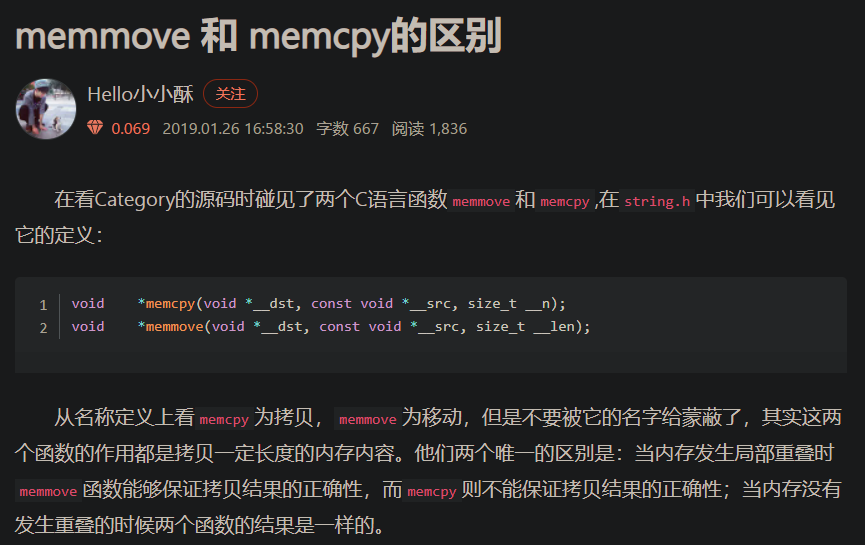 memmove 和 memcpy的区别
Hello小小酥 关注
0.069 2019.01.26 16:58:30 字数 667 阅读 1,836
在看Category的源码时碰见了两个C语言函数memmove和memcpy,在string.h中我们可以看见
它的定义：
1 void    *memcpy(void *__dst, const void *__src, size_t __n);
2 void    *memmove(void *__dst, const void *__src, size_t __len);
从名称定义上看memcpy为拷贝，memmove为移动，但是不要被它的名字给蒙蔽了，其实这两
个函数的作用都是拷贝一定长度的内存内容。他们两个唯一的区别是：当内存发生局部重叠时
memmove函数能够保证拷贝结果的正确性，而memcpy则不能保证拷贝结果的正确性；当内存没有
发生重叠的时候两个函数的结果是一样的。